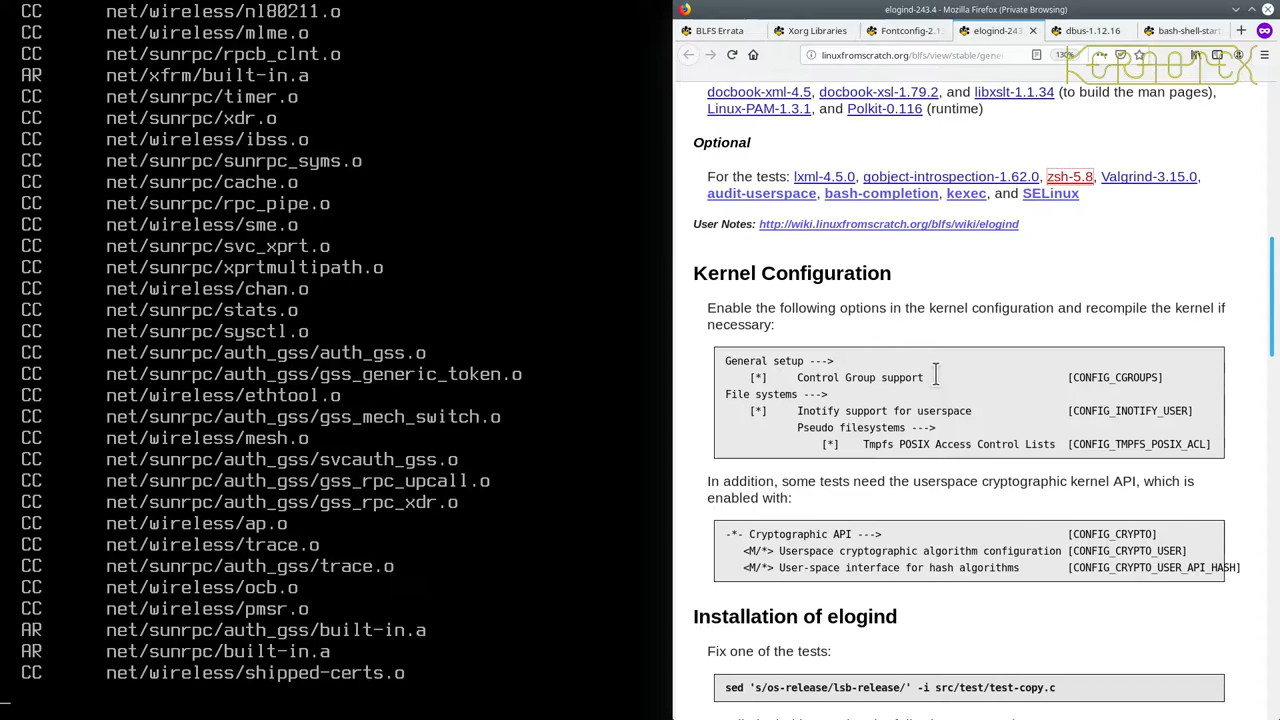 CC net/wireless/nl80211.o
CC net/wireless/mlme.o
CC net/sunrpc/rpcb_clnt.o
AR net/xfrm/built-in.a
CC net/sunrpc/timer.o
CC net/sunrpc/xdr.o
CC net/wireless/ibss.o
CC net/sunrpc/sunrpc_syms.o
CC net/sunrpc/cache.o
CC net/sunrpc/rpc_pipe.o
CC net/wireless/sme.o
CC net/sunrpc/svc_xprt.o
CC net/sunrpc/xprtmultipath.o
CC net/wireless/chan.o
CC net/sunrpc/stats.o
CC net/sunrpc/sysctl.o
CC net/sunrpc/auth_gss/auth_gss.o
CC net/sunrpc/auth_gss/gss_generic_token.o
CC net/wireless/ethtool.o
CC net/sunrpc/auth_gss/gss_mech_switch.o
CC net/wireless/mesh.o
CC net/sunrpc/auth_gss/svcauth_gss.o
CC net/sunrpc/auth_gss/gss_rpc_upcall.o
CC net/sunrpc/auth_gss/gss_rpc_xdr.o
CC net/wireless/ap.o
CC net/wireless/trace.o
CC net/sunrpc/auth_gss/trace.o
CC net/wireless/ocb.o
CC net/wireless/pmsr.o
AR net/sunrpc/auth_gss/built-in.a
AR net/sunrpc/built-in.a
CC net/wireless/shipped-certs.o
elogind-243.4 - Mozilla Firefox (Private Browsing)
BLFS Errata
Xorg Libraries
Fontconfig-2.1
elogind-243
dbus-1.12.16
bash-shell-start
linuxfromscratch.org/blfs/view/stable/gene
130%
KERNOTEX
docbook-xml-4.5, docbook-xsl-1.79.2, and libxslt-1.1.34 (to build the man pages),
Linux-PAM-1.3.1, and Polkit-0.116 (runtime)
Optional
For the tests: lxml-4.5.0, gobject-introspection-1.62.0, zsh-5.8, Valgrind-3.15.0,
audit-userspace, bash-completion, kexec, and SELinux
User Notes: http://wiki.linuxfromscratch.org/blfs/wiki/elogind
Kernel Configuration
Enable the following options in the kernel configuration and recompile the kernel if
necessary:
General setup --->
[*] Control Group support [CONFIG_CGROUPS]
File systems --->
[*] Inotify support for userspace [CONFIG_INOTIFY_USER]
Pseudo filesystems --->
[*] Tmpfs POSIX Access Control Lists [CONFIG_TMPFS_POSIX_ACL]
In addition, some tests need the userspace cryptographic kernel API, which is
enabled with:
-*- Cryptographic API ---> [CONFIG_CRYPTO]
<M/*> Userspace cryptographic algorithm configuration [CONFIG_CRYPTO_USER]
<M/*> User-space interface for hash algorithms [CONFIG_CRYPTO_USER_API_HASH]
Installation of elogind
Fix one of the tests:
sed 's/os-release/lsb-release/' -i src/test/test-copy.c